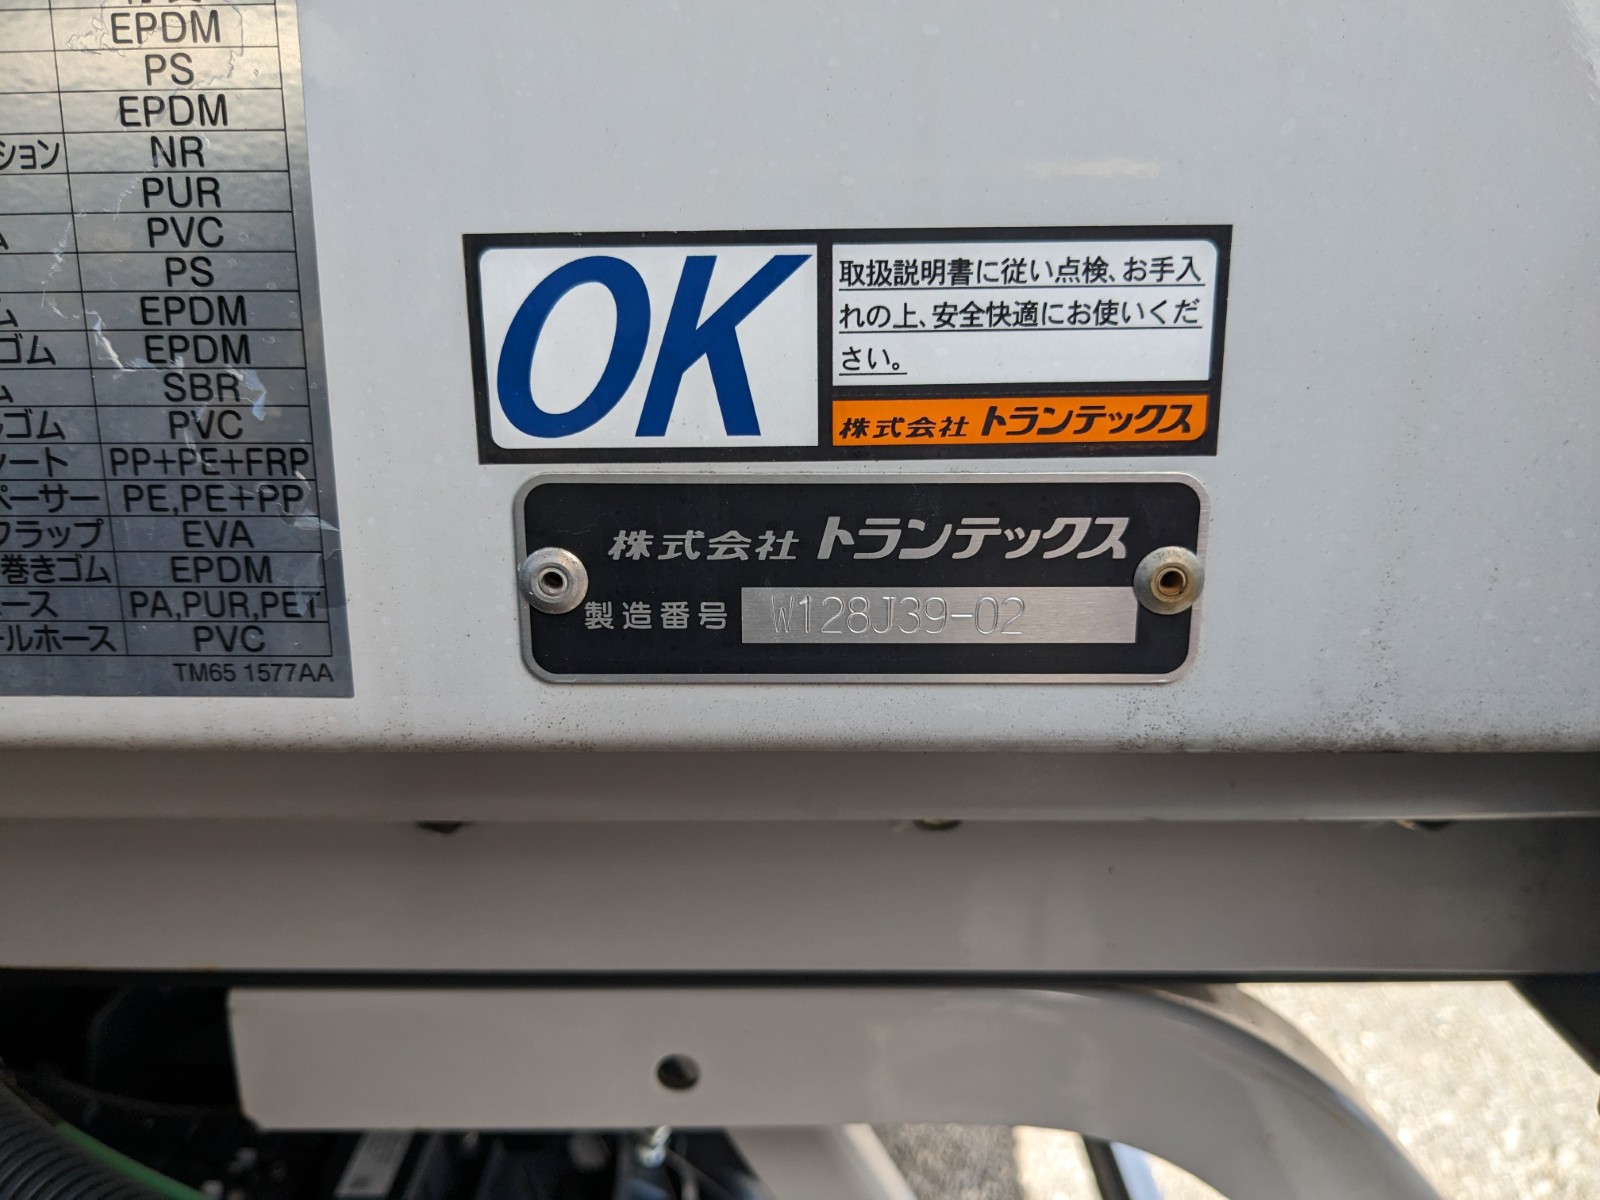 EPDM
PS
EPDM
ション NR
PUR
PVC
PS
ム EPDM
ゴム EPDM
ム SBR
ルゴム PVC
シート PP+PE+FRP
ペーサー PE,PE+PP
フラップ EVA
巻きゴム EPDM
ース PA,PUR,PET
ールホース PVC
TM65 1577AA
OK
取扱説明書に従い点検、お手入
れの上、安全快適にお使いくだ
さい。
株式会社 トランテックス
株式会社 トランテックス
製造番号 W128J39-02